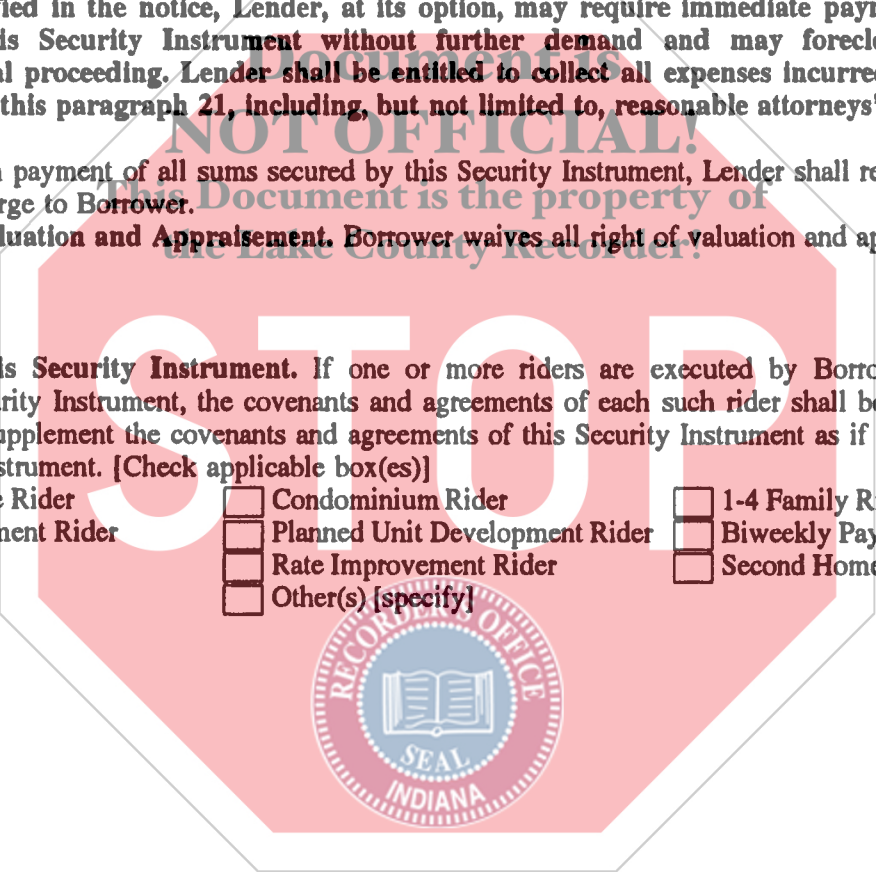 fied in the notice, Lender, at its option, may require immediate payn
is Security Instrument without further demand and may forecl
Document is
al proceeding. Lender shall be entitled to collect all expenses incurre
this paragraph 21, including, but not limited to, reasonable attorneys'
NOT OFFICIAL!
payment of all sums secured by this Security Instrument, Lender shall re
This Document is the property of
rge to Borrower.
luation and Appraisement. Borrower waives all right of valuation and ap
the Lake County Recorder!
STOP
is Security Instrument. If one or more riders are executed by Borro
rity Instrument, the covenants and agreements of each such rider shall be
upplement the covenants and agreements of this Security Instrument as if
strument. [Check applicable box(es)]
e Rider Condominium Rider 1-4 Family R
ment Rider Planned Unit Development Rider Biweekly Pay
Rate Improvement Rider Second Home
Other(s) [specify]
RECORDER'S OFFICE
SEAL
INDIANA